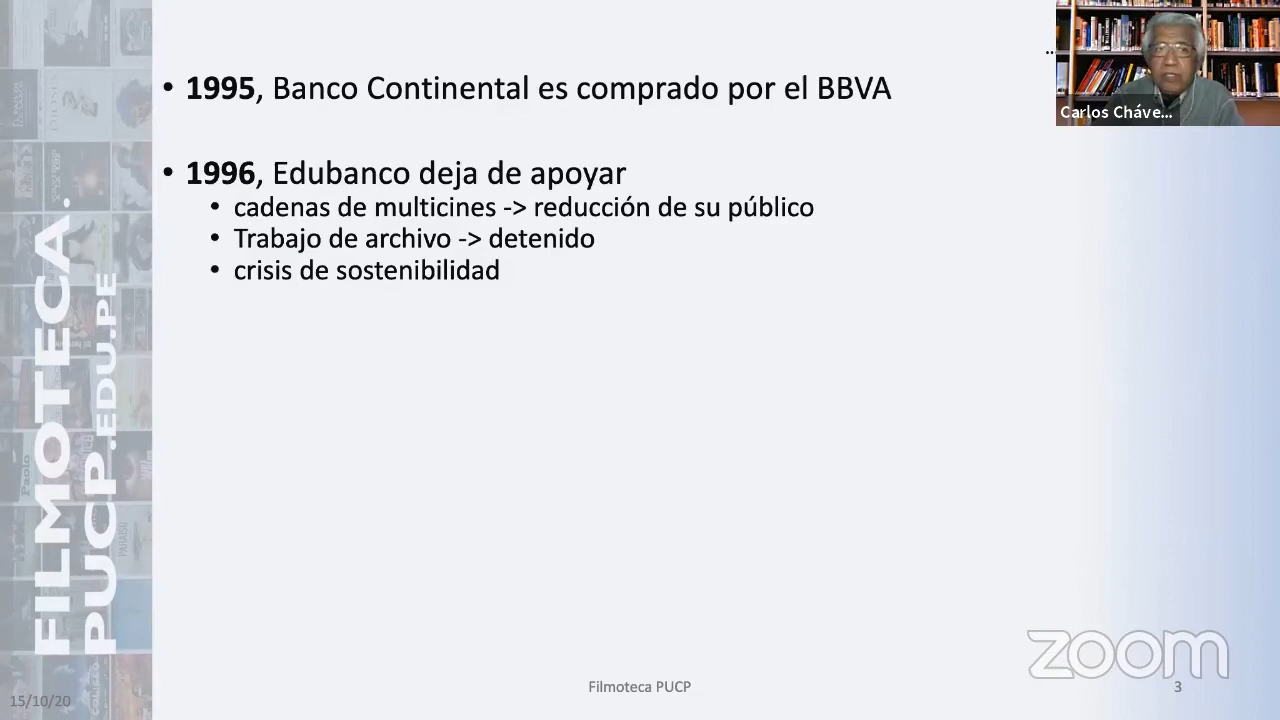 • 1995, Banco Continental es comprado por el BBVA
• 1996, Edubanco deja de apoyar
• cadenas de multicines -> reducción de su público
• Trabajo de archivo -> detenido
• crisis de sostenibilidad
Carlos Cháve...
FILMOTECA.
PUCP.EDU.PE
zoom
15/10/20
Filmoteca PUCP
3